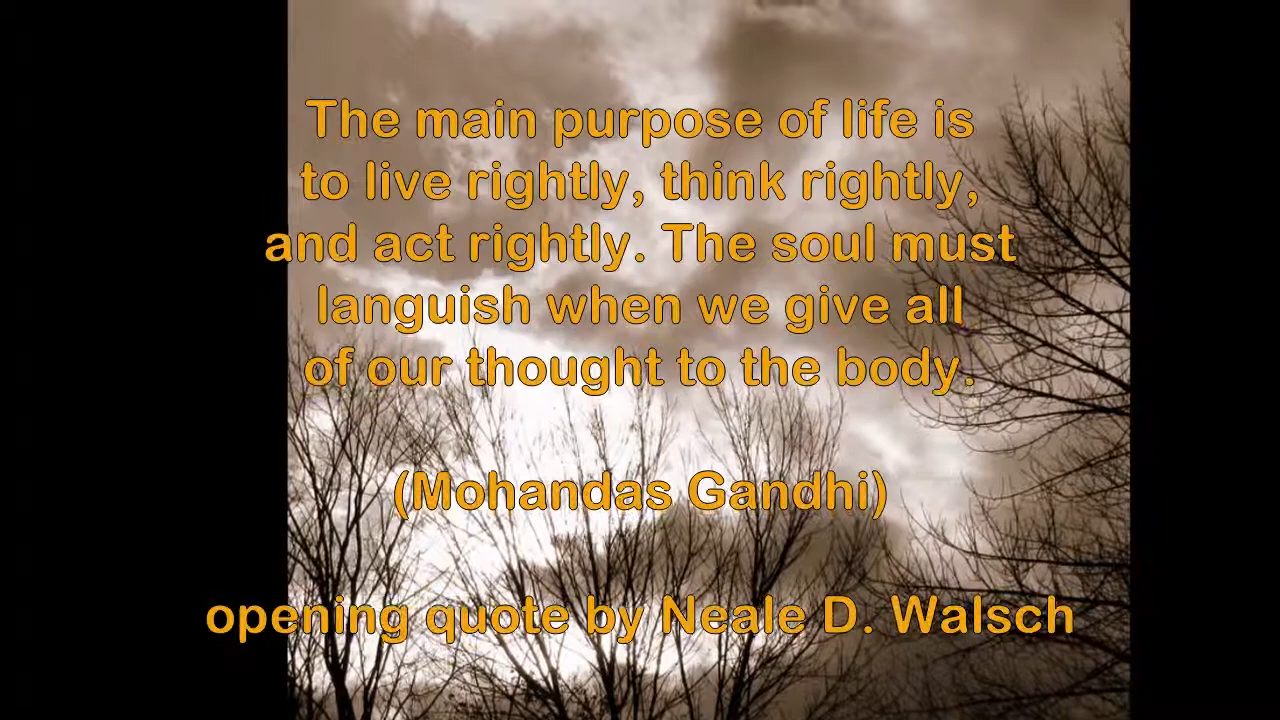 The main purpose of life is
to live rightly, think rightly,
and act rightly. The soul must
languish when we give all
of our thought to the body.
(Mohandas Gandhi)
opening quote by Neale D. Walsch